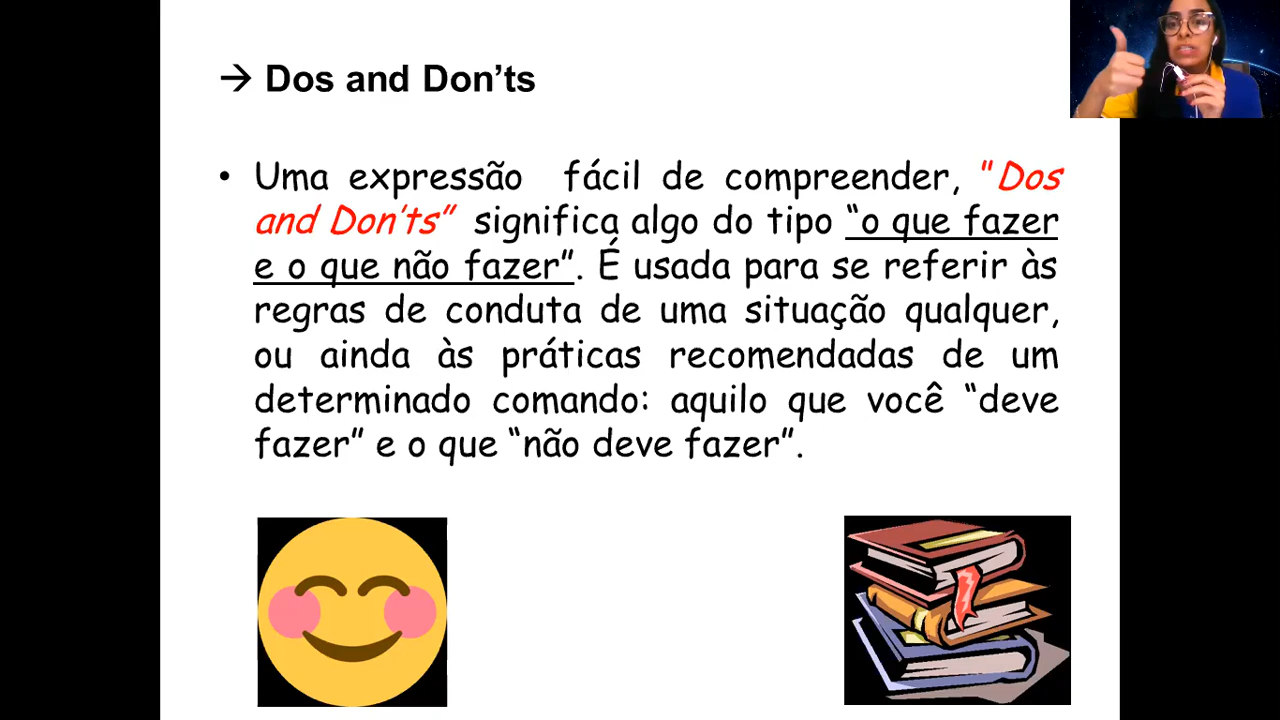 → Dos and Don’ts
• Uma expressão fácil de compreender, "Dos
and Don’ts” significa algo do tipo “o que fazer
e o que não fazer”. É usada para se referir às
regras de conduta de uma situação qualquer,
ou ainda às práticas recomendadas de um
determinado comando: aquilo que você “deve
fazer” e o que “não deve fazer”.